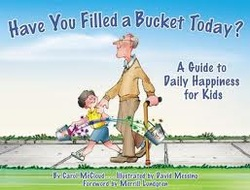 Have You Filled a Bucket Today?
A Guide to
Daily Happiness
for Kids
By Carol McCloud Illustrated by David Messing
Foreword by Merrill Lundgren